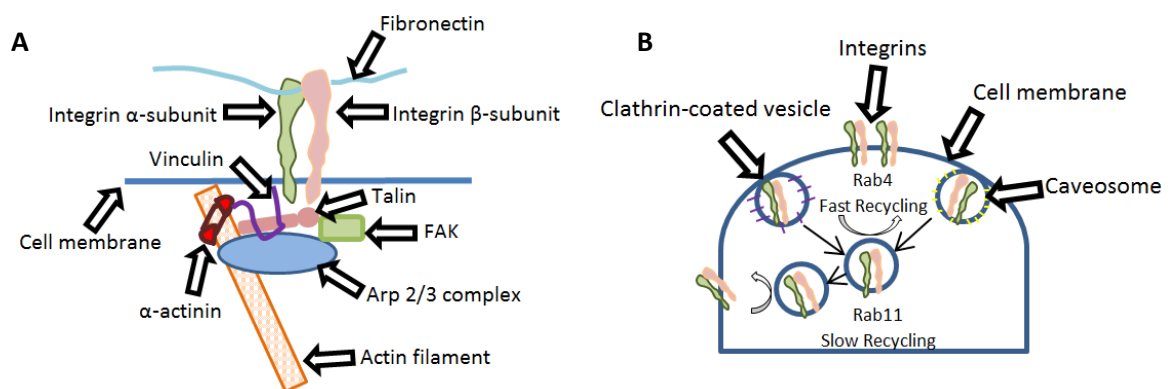 A
Fibronectin
Integrin α-subunit
Integrin β-subunit
Vinculin
Talin
Cell membrane
FAK
α-actinin
Arp 2/3 complex
Actin filament
B
Integrins
Clathrin-coated vesicle
Cell membrane
Rab4
Caveosome
Fast Recycling
Rab11
Slow Recycling